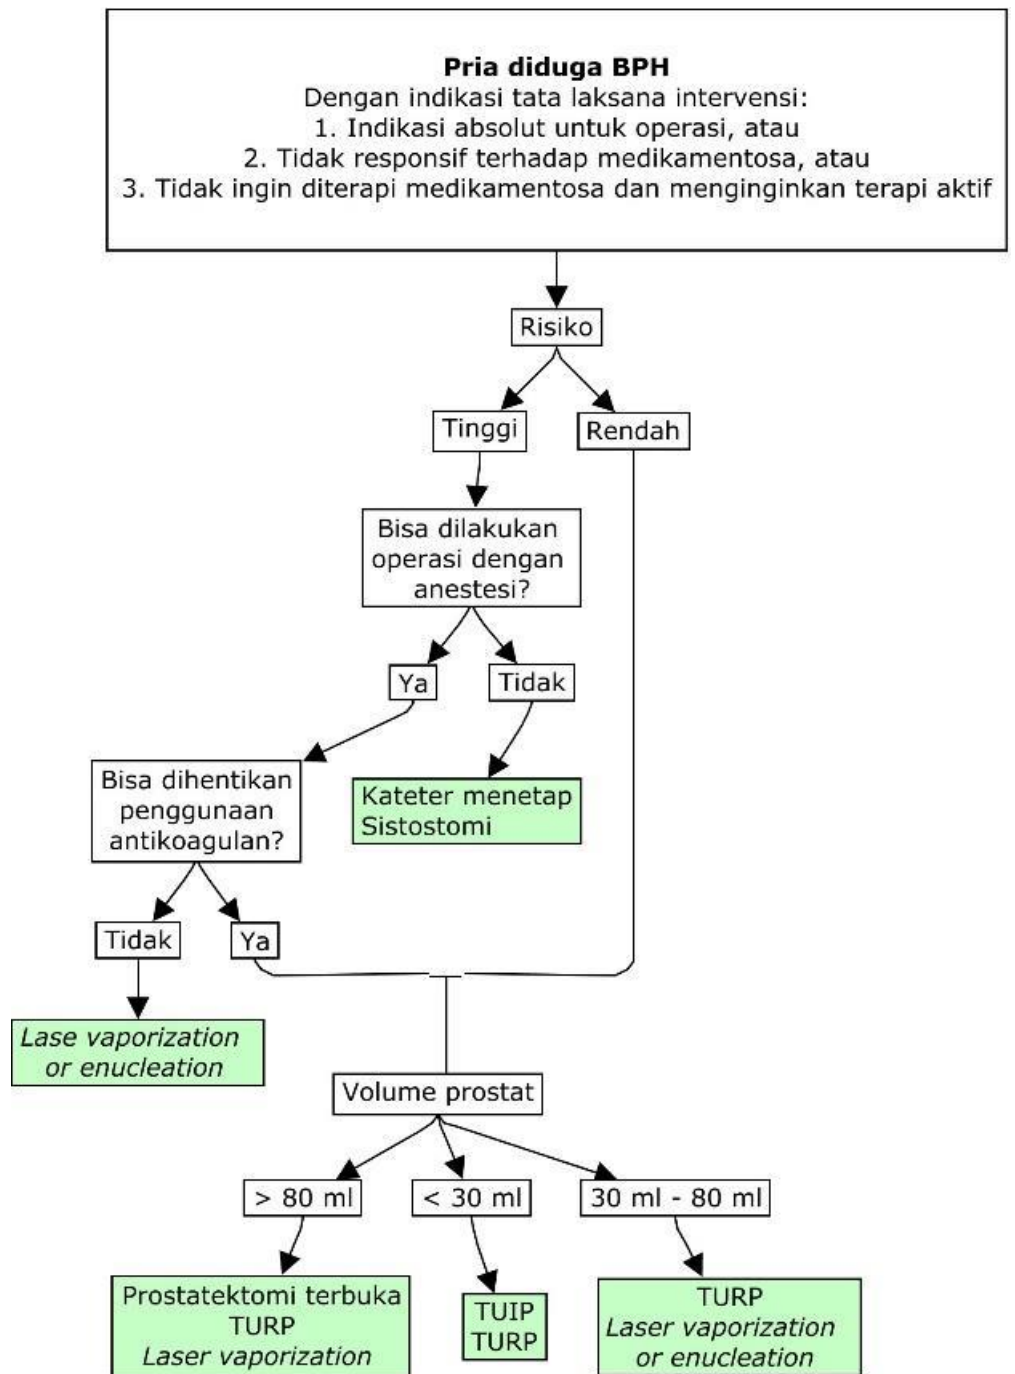 Pria diduga BPH
Dengan indikasi tata laksana intervensi:
1. Indikasi absolut untuk operasi, atau
2. Tidak responsif terhadap medikamentosa, atau
3. Tidak ingin diterapi medikamentosa dan menginginkan terapi aktif
Risiko
Tinggi
Rendah
Bisa dilakukan
operasi dengan
anestesi?
Ya
Tidak
Bisa dihentikan
penggunaan
antikoagulan?
Kateter menetap
Sistostomi
Tidak
Ya
Lase vaporization
or enucleation
Volume prostat
> 80 ml
< 30 ml
30 ml - 80 ml
Prostatektomi terbuka
TURP
Laser vaporization
TUIP
TURP
TURP
Laser vaporization
or enucleation